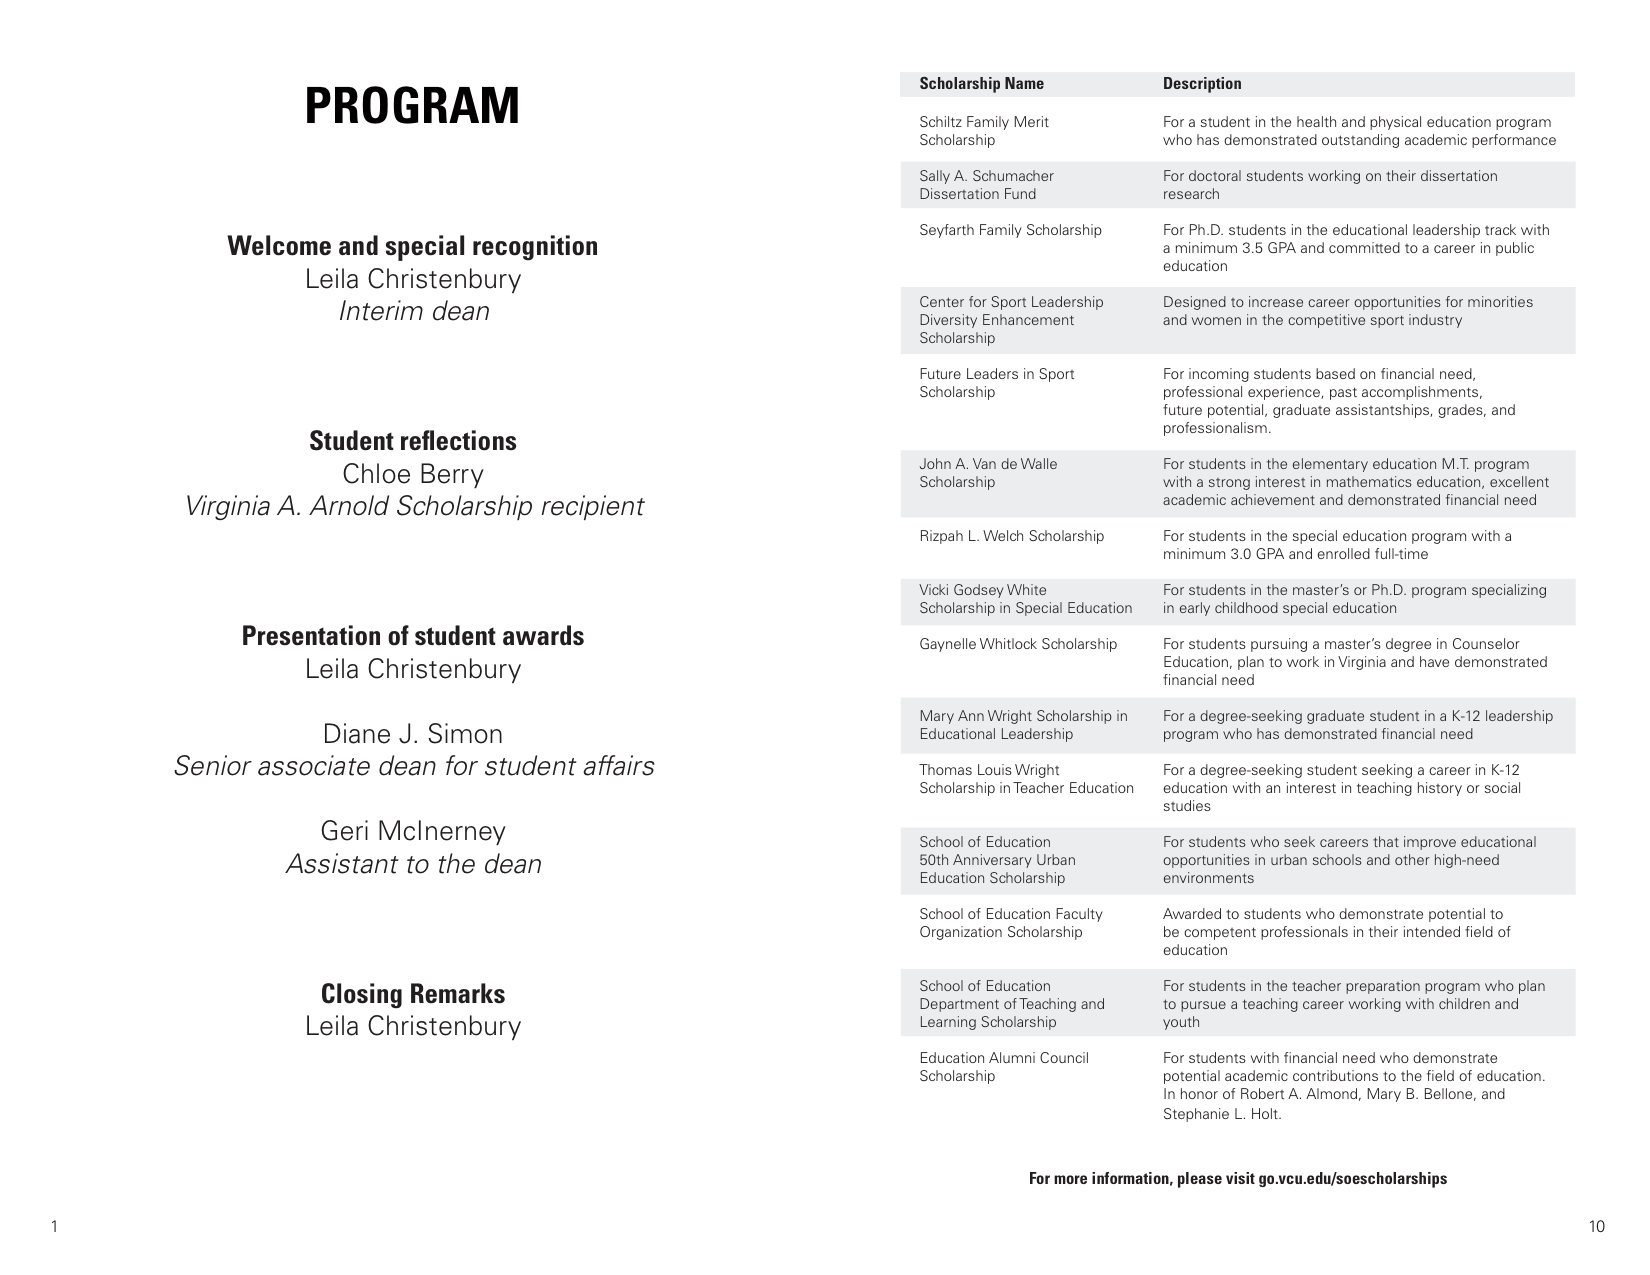 PROGRAM
Welcome and special recognition
Leila Christenbury
Interim dean
Student reflections
Chloe Berry
Virginia A. Arnold Scholarship recipient
Presentation of student awards
Leila Christenbury
Diane J. Simon
Senior associate dean for student affairs
Geri McInerney
Assistant to the dean
Closing Remarks
Leila Christenbury
1
Scholarship Name Description
Schiltz Family Merit For a student in the health and physical education program
Scholarship who has demonstrated outstanding academic performance
Sally A. Schumacher For doctoral students working on their dissertation
Dissertation Fund research
Seyfarth Family Scholarship For Ph.D. students in the educational leadership track with
a minimum 3.5 GPA and committed to a career in public
education
Center for Sport Leadership Designed to increase career opportunities for minorities
Diversity Enhancement and women in the competitive sport industry
Scholarship
Future Leaders in Sport For incoming students based on financial need,
Scholarship professional experience, past accomplishments,
future potential, graduate assistantships, grades, and
professionalism.
John A. Van de Walle For students in the elementary education M.T. program
Scholarship with a strong interest in mathematics education, excellent
academic achievement and demonstrated financial need
Rizpah L. Welch Scholarship For students in the special education program with a
minimum 3.0 GPA and enrolled full-time
Vicki Godsey White For students in the master's or Ph.D. program specializing
Scholarship in Special Education in early childhood special education
Gaynelle Whitlock Scholarship For students pursuing a master's degree in Counselor
Education, plan to work in Virginia and have demonstrated
financial need
Mary Ann Wright Scholarship in For a degree-seeking graduate student in a K-12 leadership
Educational Leadership program who has demonstrated financial need
Thomas Louis Wright For a degree-seeking student seeking a career in K-12
Scholarship in Teacher Education education with an interest in teaching history or social
studies
School of Education For students who seek careers that improve educational
50th Anniversary Urban opportunities in urban schools and other high-need
Education Scholarship environments
School of Education Faculty Awarded to students who demonstrate potential to
Organization Scholarship be competent professionals in their intended field of
education
School of Education For students in the teacher preparation program who plan
Department of Teaching and to pursue a teaching career working with children and
Learning Scholarship youth
Education Alumni Council For students with financial need who demonstrate
Scholarship potential academic contributions to the field of education.
In honor of Robert A. Almond, Mary B. Bellone, and
Stephanie L. Holt.
For more information, please visit go.vcu.edu/soescholarships
10